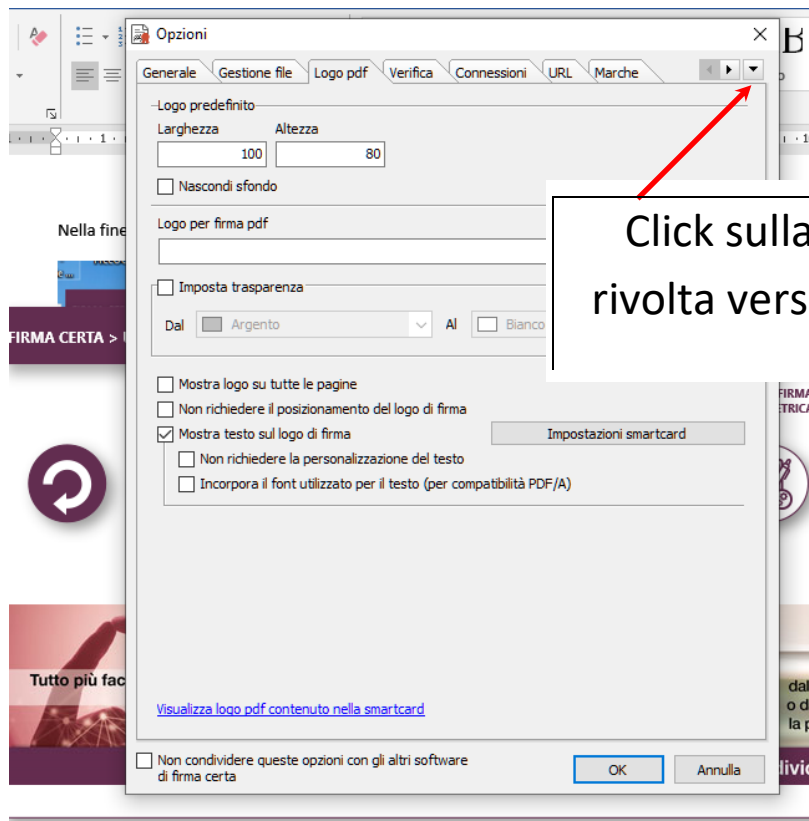 Opzioni
Generale Gestione file Logo pdf Verifica Connessioni URL Marche
Logo predefinito
Larghezza Altezza
100 80
Nascondi sfondo
Click sulla
rivolta vers
Nella fine
Logo per firma pdf
Imposta trasparenza
Dal Argento Al Bianco
FIRMA CERTA >
Mostra logo su tutte le pagine
Non richiedere il posizionamento del logo di firma
Mostra testo sul logo di firma Impostazioni smartcard
Non richiedere la personalizzazione del testo
Incorpora il font utilizzato per il testo (per compatibilità PDF/A)
FIRMA
ETRICA
Tutto più fac
Visualizza logo pdf contenuto nella smartcard
dal
o d
la p
Non condividere queste opzioni con gli altri software
di firma certa
OK Annulla
livid